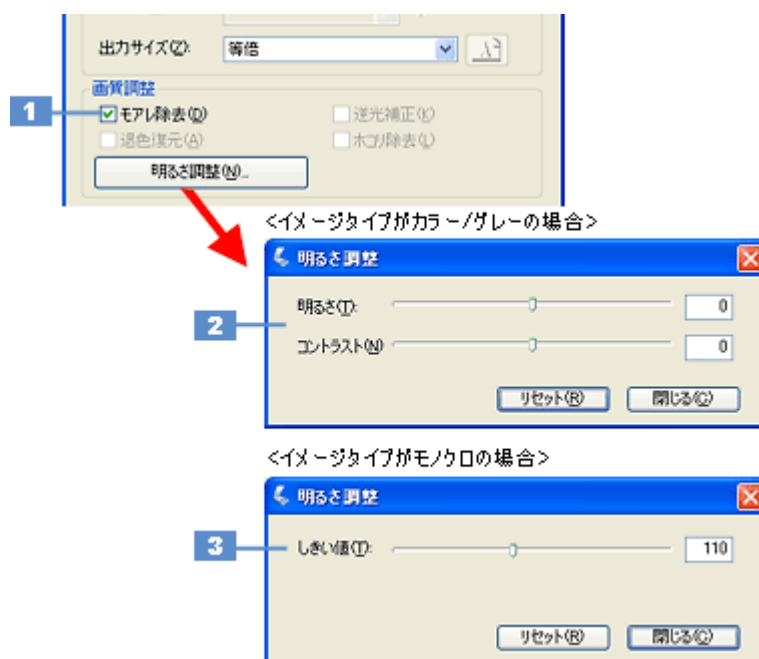 出力サイズ(Z): 等倍
画質調整
1 モアレ除去(D) 逆光補正(K)
退色復元(A) ホコリ除去(L)
明るさ調整(N)...
<イメージタイプがカラー/グレーの場合>
明るさ調整
明るさ(T): 0
2
コントラスト(N) 0
リセット(R) 閉じる(C)
<イメージタイプがモノクロの場合>
明るさ調整
3 しきい値(T): 110
リセット(R) 閉じる(C)